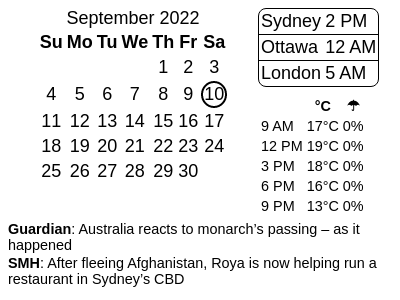 September 2022
Su Mo Tu We Th Fr Sa
1 2 3
4 5 6 7 8 9 10
11 12 13 14 15 16 17
18 19 20 21 22 23 24
25 26 27 28 29 30
Sydney 2 PM
Ottawa 12 AM
London 5 AM
°C ☂
9 AM 17°C 0%
12 PM 19°C 0%
3 PM 18°C 0%
6 PM 16°C 0%
9 PM 13°C 0%
Guardian: Australia reacts to monarch’s passing – as it
happened
SMH: After fleeing Afghanistan, Roya is now helping run a
restaurant in Sydney’s CBD